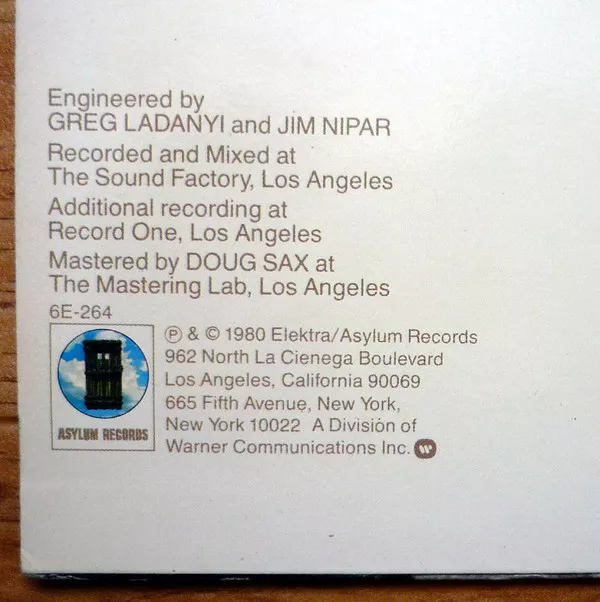 Engineered by
GREG LADANYI and JIM NIPAR
Recorded and Mixed at
The Sound Factory, Los Angeles
Additional recording at
Record One, Los Angeles
Mastered by DOUG SAX at
The Mastering Lab, Los Angeles
6E-264
ASYLUM RECORDS
℗ & © 1980 Elektra/Asylum Records
962 North La Cienega Boulevard
Los Angeles, California 90069
665 Fifth Avenue, New York,
New York 10022 A Division of
Warner Communications Inc.